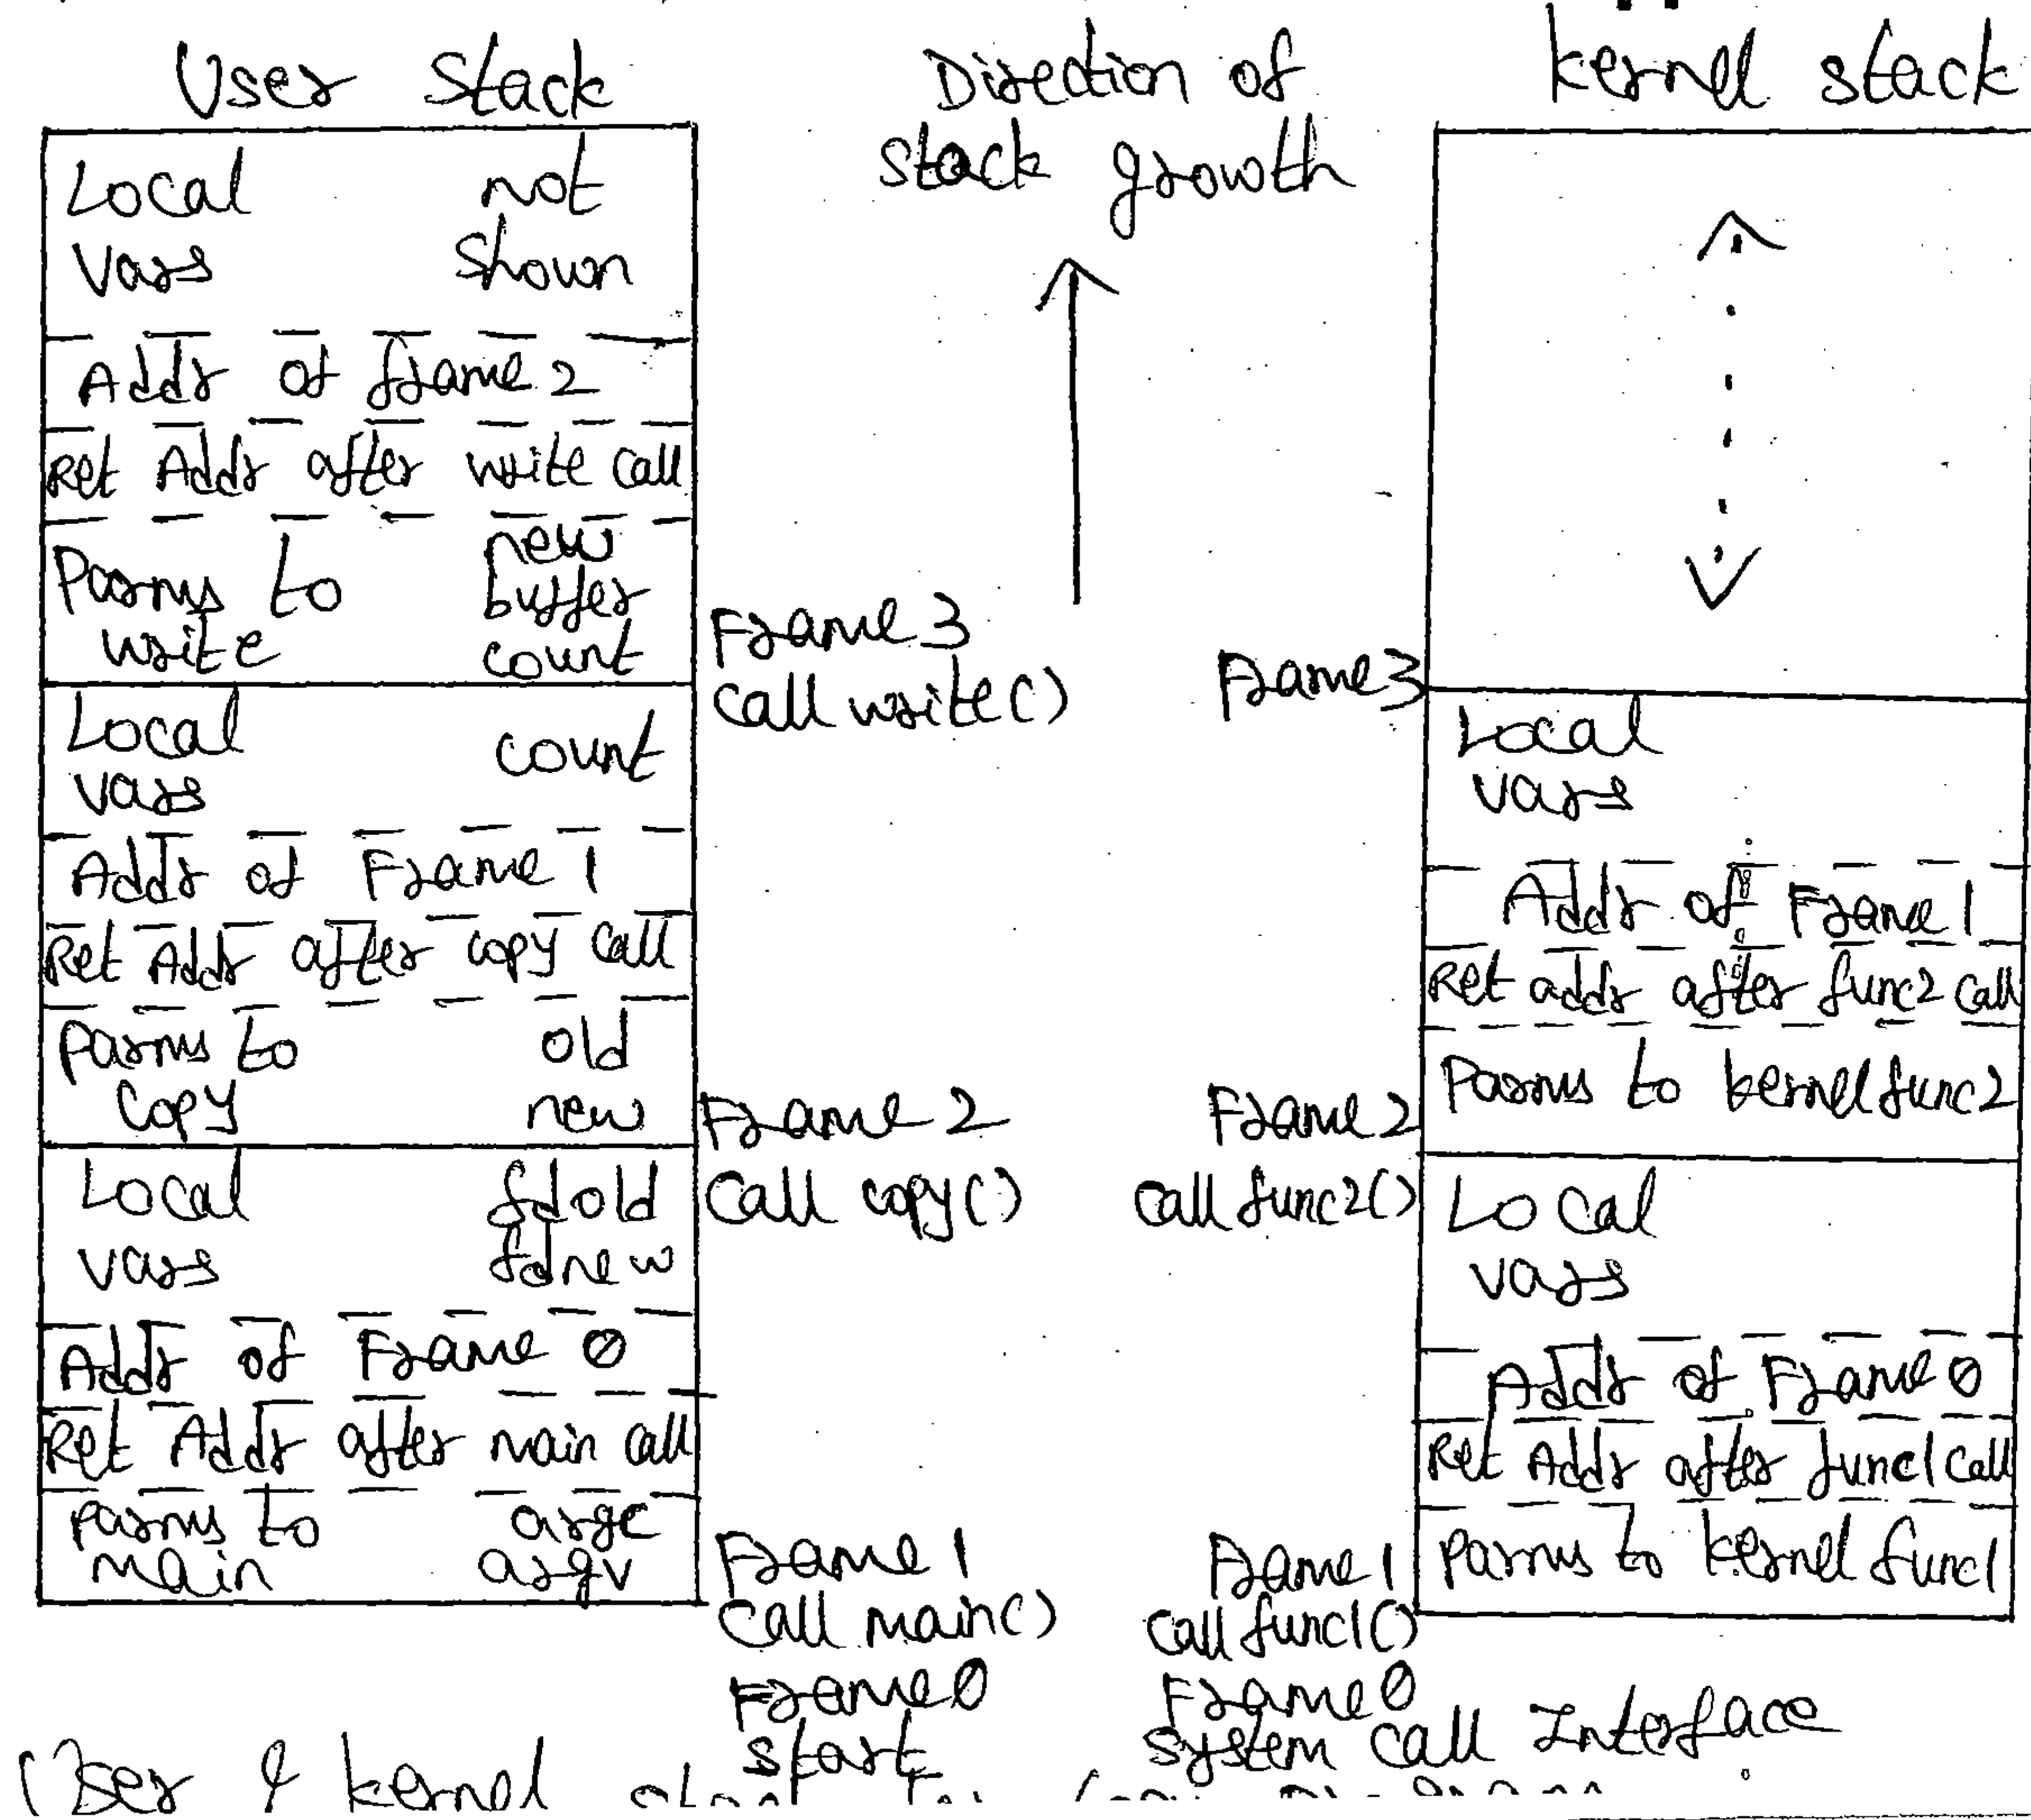 User Stack
Local not
Vars shown
Addr of frame 2
Ret Addr after write call
Parms to new
buffer
write count
Local count
vars
Addr of Frame 1
Ret Addr after copy call
parms to old
copy new
Local fdold
vars fdnew
Addr of Frame 0
Ret Addr after main call
parms to argc
main argv
Direction of
stack growth
Frame 3
call write()
Frame 2
call copy()
Frame 1
call main()
Frame 0
start
kernel stack
Frame 3
Local
vars
Addr of Frame 1
Ret addr after func2 call
Parms to kernel func2
Frame 2
call func2()
Local
vars
Addr of Frame 0
Ret Addr after func1 call
parms to kernel func1
Frame 1
call func1()
Frame 0
system call Interface
User & kernel